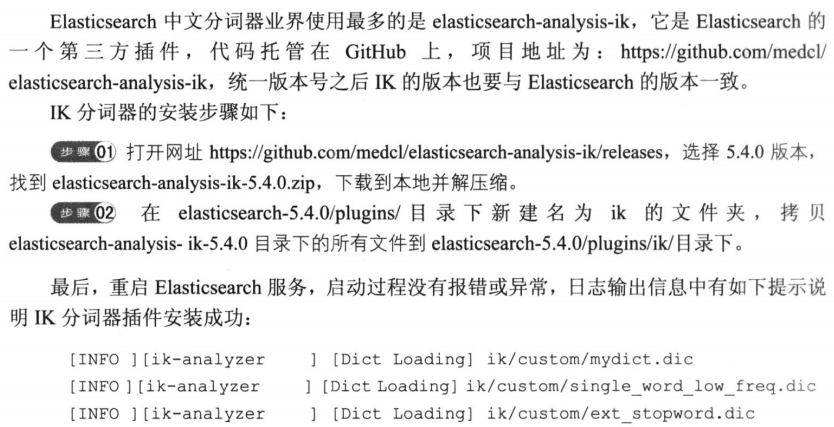 Elasticsearch 中文分词器业界使用最多的是 elasticsearch-analysis-ik，它是 Elasticsearch 的
一个第三方插件，代码托管在 GitHub 上，项目地址为：https://github.com/medcl/
elasticsearch-analysis-ik，统一版本号之后 IK 的版本也要与 Elasticsearch 的版本一致。
IK 分词器的安装步骤如下：
步骤 01 打开网址 https://github.com/medcl/elasticsearch-analysis-ik/releases，选择 5.4.0 版本，
找到 elasticsearch-analysis-ik-5.4.0.zip，下载到本地并解压缩。
步骤 02 在 elasticsearch-5.4.0/plugins/ 目录下新建名为 ik 的文件夹，拷贝
elasticsearch-analysis- ik-5.4.0 目录下的所有文件到 elasticsearch-5.4.0/plugins/ik/目录下。
最后，重启 Elasticsearch 服务，启动过程没有报错或异常，日志输出信息中有如下提示说
明 IK 分词器插件安装成功：
[INFO ][ik-analyzer ] [Dict Loading] ik/custom/mydict.dic
[INFO ][ik-analyzer ] [Dict Loading] ik/custom/single_word_low_freq.dic
[INFO ][ik-analyzer ] [Dict Loading] ik/custom/ext_stopword.dic